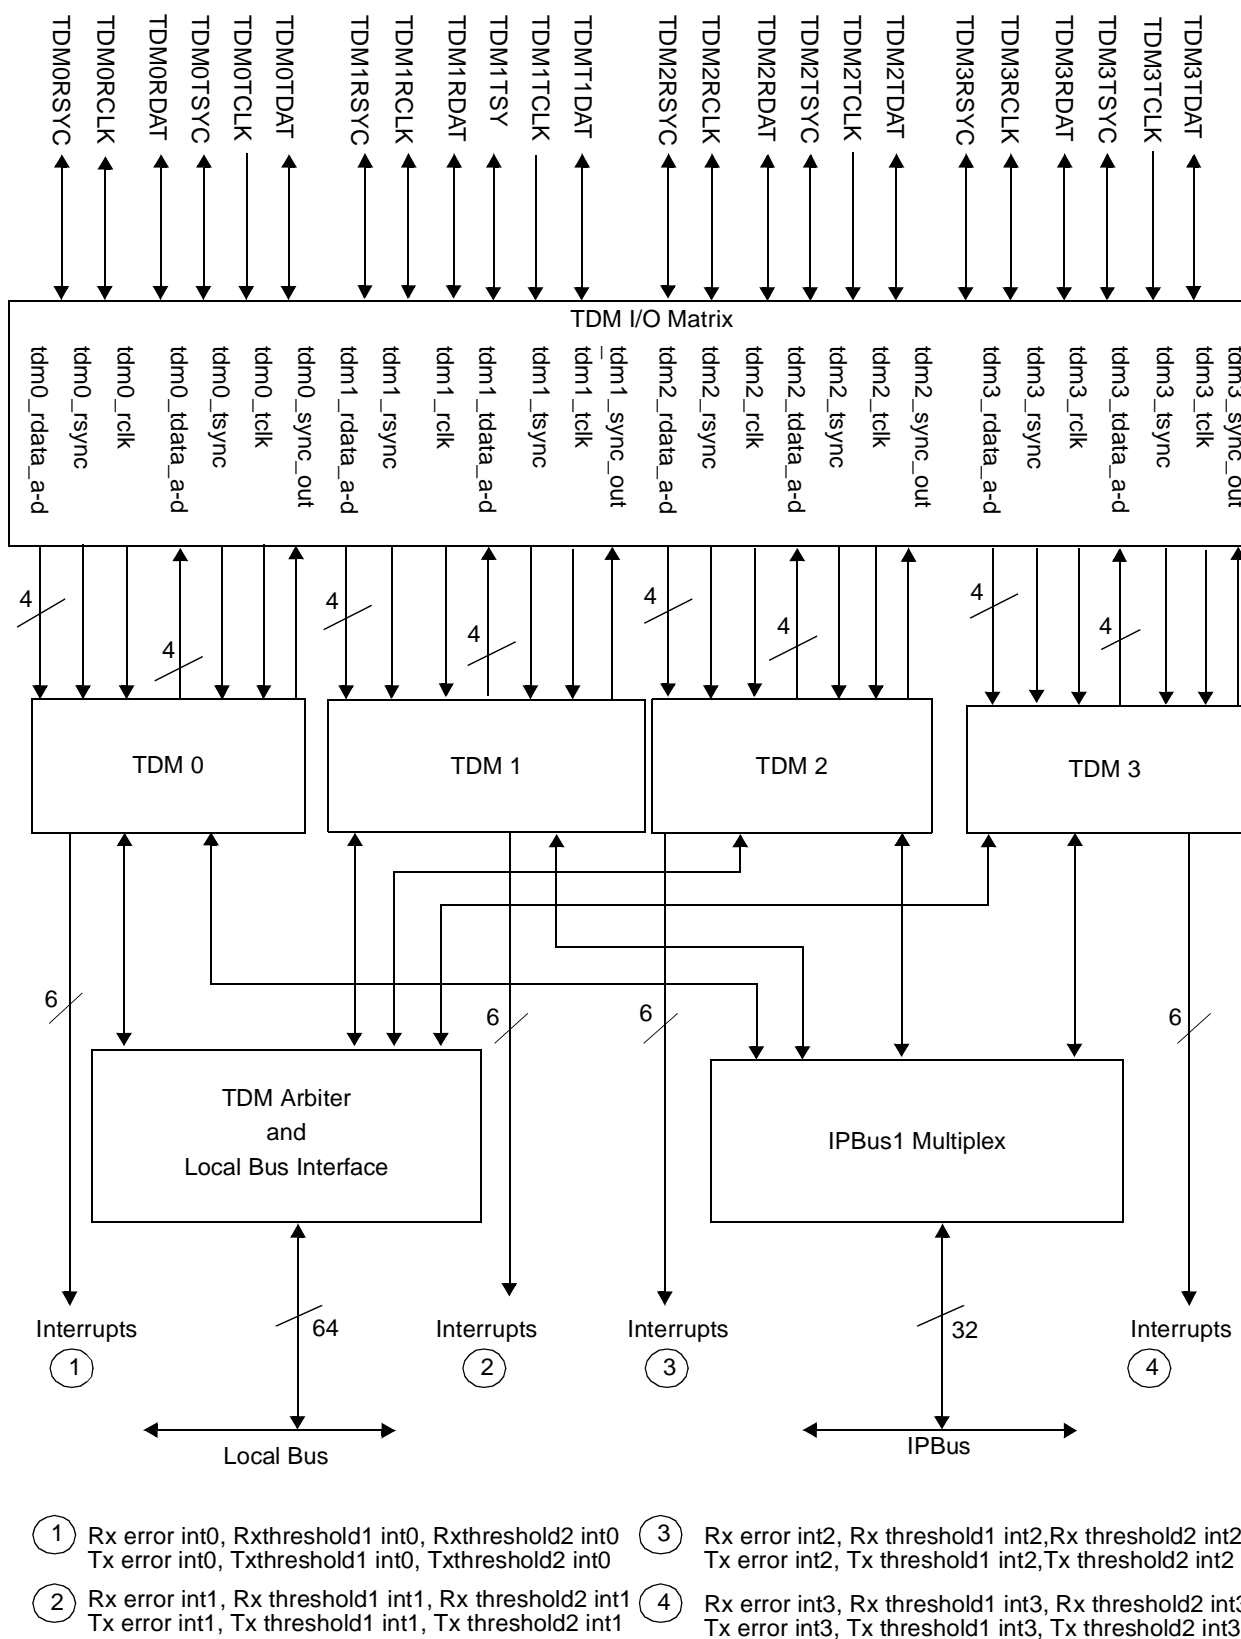 TDM0RSYC
TDM0RCLK
TDM0RDAT
TDM0TSYC
TDM0TCLK
TDM0TDAT
TDM1RSYC
TDM1RCLK
TDM1RDAT
TDM1TSY
TDM1TCLK
TDMT1DAT
TDM2RSYC
TDM2RCLK
TDM2RDAT
TDM2TSYC
TDM2TCLK
TDM2TDAT
TDM3RSYC
TDM3RCLK
TDM3RDAT
TDM3TSYC
TDM3TCLK
TDM3TDAT
TDM I/O Matrix
tdm0_rdata_a-d
tdm0_rsync
tdm0_rclk
tdm0_tdata_a-d
tdm0_tsync
tdm0_tclk
tdm0_sync_out
tdm1_rdata_a-d
tdm1_rsync
tdm1_rclk
tdm1_tdata_a-d
tdm1_tsync
tdm1_tclk
_tdm1_sync_out
tdm2_rdata_a-d
tdm2_rsync
tdm2_rclk
tdm2_tdata_a-d
tdm2_tsync
tdm2_tclk
tdm2_sync_out
tdm3_rdata_a-d
tdm3_rsync
tdm3_rclk
tdm3_tdata_a-d
tdm3_tsync
tdm3_tclk
tdm3_sync_out
4
4
4
4
4
4
4
4
TDM 0
TDM 1
TDM 2
TDM 3
6
6
6
6
TDM Arbiter
and
Local Bus Interface
IPBus1 Multiplex
Interrupts
1
64
Interrupts
2
Interrupts
3
32
Interrupts
4
Local Bus
IPBus
1 Rx error int0, Rxthreshold1 int0, Rxthreshold2 int0
Tx error int0, Txthreshold1 int0, Txthreshold2 int0
2 Rx error int1, Rx threshold1 int1, Rx threshold2 int1
Tx error int1, Tx threshold1 int1, Tx threshold2 int1
3 Rx error int2, Rx threshold1 int2,Rx threshold2 int2
Tx error int2, Tx threshold1 int2,Tx threshold2 int2
4 Rx error int3, Rx threshold1 int3, Rx threshold2 int3
Tx error int3, Tx threshold1 int3, Tx threshold2 int3